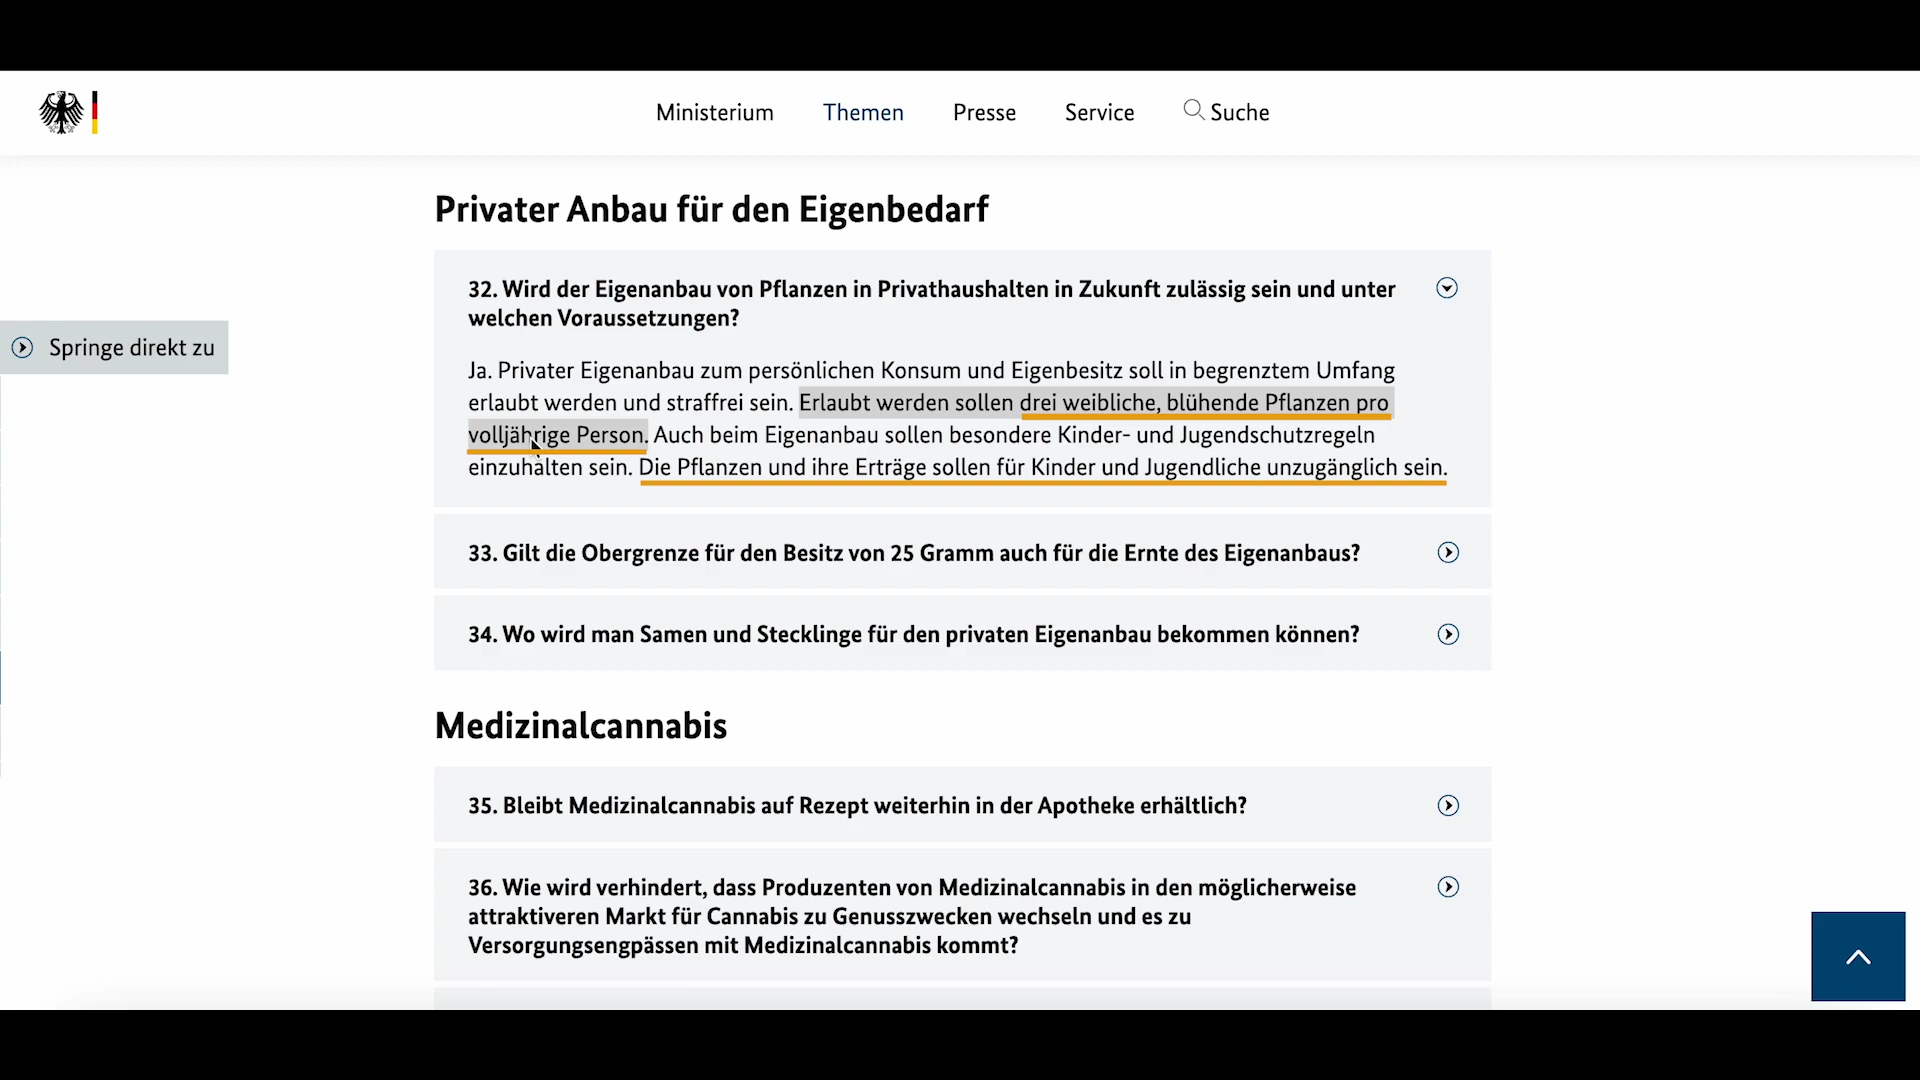 Ministerium Themen Presse Service Suche
Privater Anbau für den Eigenbedarf
32. Wird der Eigenanbau von Pflanzen in Privathaushalten in Zukunft zulässig sein und unter
welchen Voraussetzungen?
Springe direkt zu
Ja. Privater Eigenanbau zum persönlichen Konsum und Eigenbesitz soll in begrenztem Umfang
erlaubt werden und straffrei sein. Erlaubt werden sollen drei weibliche, blühende Pflanzen pro
volljährige Person. Auch beim Eigenanbau sollen besondere Kinder- und Jugendschutzregeln
einzuhalten sein. Die Pflanzen und ihre Erträge sollen für Kinder und Jugendliche unzugänglich sein.
33. Gilt die Obergrenze für den Besitz von 25 Gramm auch für die Ernte des Eigenanbaus?
34. Wo wird man Samen und Stecklinge für den privaten Eigenanbau bekommen können?
Medizinalcannabis
35. Bleibt Medizinalcannabis auf Rezept weiterhin in der Apotheke erhältlich?
36. Wie wird verhindert, dass Produzenten von Medizinalcannabis in den möglicherweise
attraktiveren Markt für Cannabis zu Genusszwecken wechseln und es zu
Versorgungsengpässen mit Medizinalcannabis kommt?